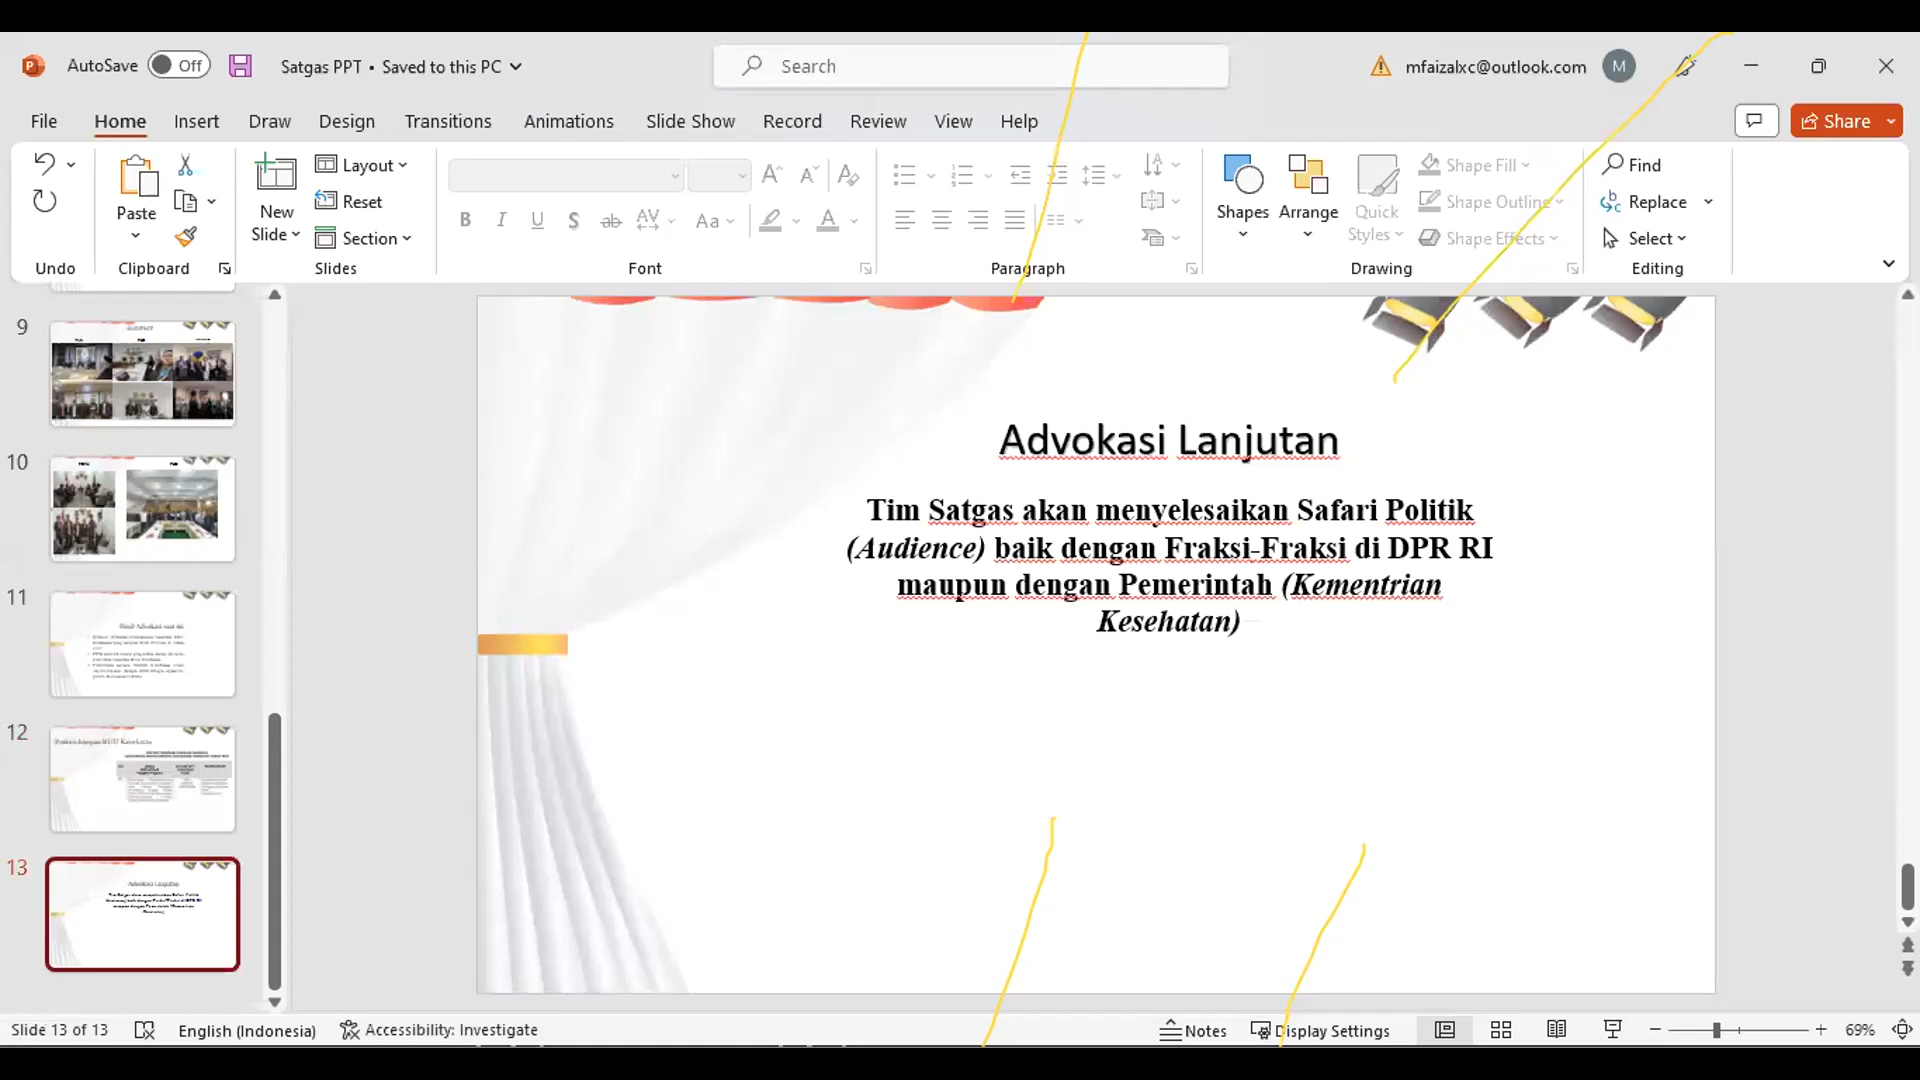 AutoSave Off Satgas PPT • Saved to this PC Search mfaizalxc@outlook.com M
File Home Insert Draw Design Transitions Animations Slide Show Record Review View Help Share
Layout Find
Reset Shape Fill
Paste New Slide Section Shapes Arrange Quick Styles Shape Outline Replace
B I U S ab AV Aa A Shape Effects Select
Undo Clipboard Slides Font Paragraph Drawing Editing
9
10
11
12
13
Advokasi Lanjutan
Tim Satgas akan menyelesaikan Safari Politik
(Audience) baik dengan Fraksi-Fraksi di DPR RI
maupun dengan Pemerintah (Kementrian
Kesehatan)
Slide 13 of 13 English (Indonesia) Accessibility: Investigate Notes Display Settings 69%